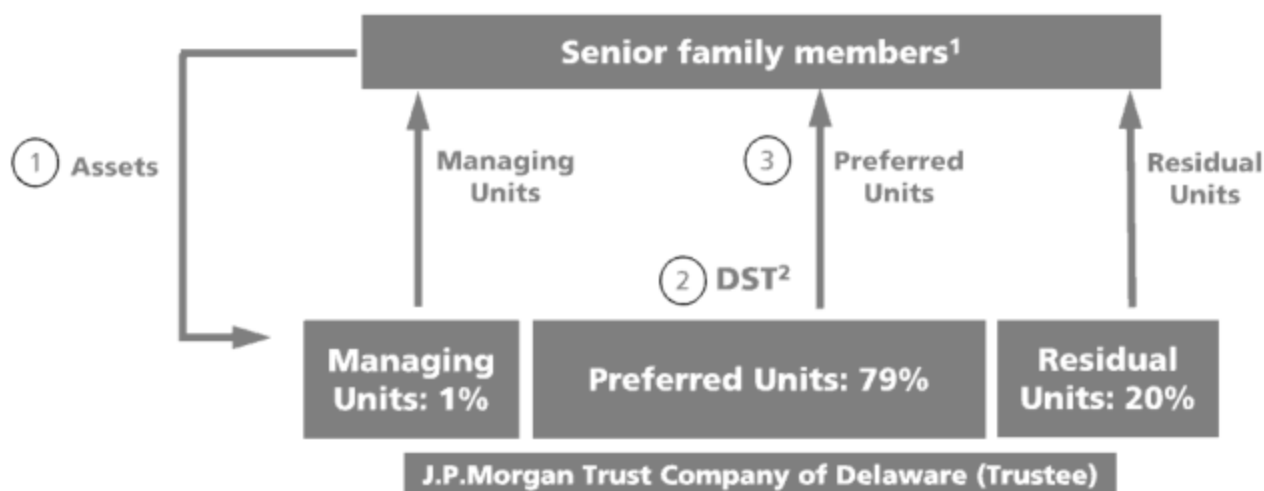 Senior family members¹
1 Assets
Managing
Units
3 Preferred
Units
Residual
Units
2 DST²
Managing
Units: 1%
Preferred Units: 79%
Residual
Units: 20%
J.P.Morgan Trust Company of Delaware (Trustee)